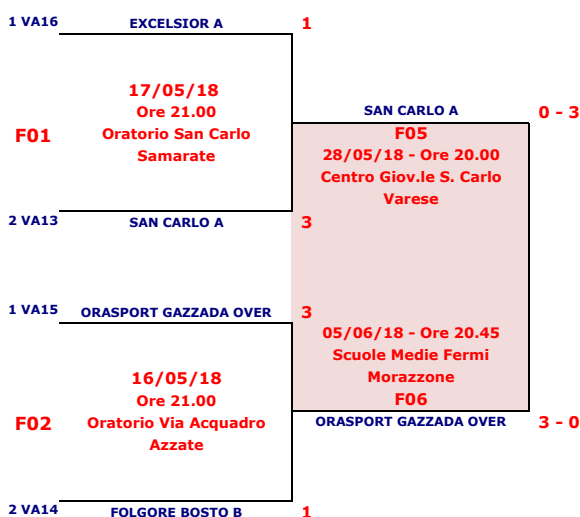 1 VA16 EXCELSIOR A 1
17/05/18
Ore 21.00
F01 Oratorio San Carlo
Samarate
2 VA13 SAN CARLO A 3
SAN CARLO A 0 - 3
F05
28/05/18 - Ore 20.00
Centro Giov.le S. Carlo
Varese
1 VA15 ORASPORT GAZZADA OVER 3
16/05/18
Ore 21.00
F02 Oratorio Via Acquadro
Azzate
2 VA14 FOLGORE BOSTO B 1
05/06/18 - Ore 20.45
Scuole Medie Fermi
Morazzone
F06
ORASPORT GAZZADA OVER 3 - 0